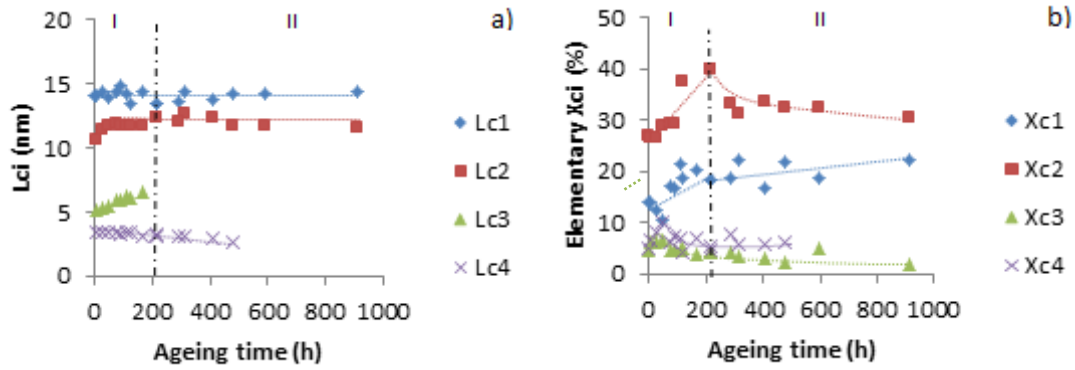 I II a)
20
15
10
5
0
Lci (nm)
0 200 400 600 800 1000
Ageing time (h)
Lc1
Lc2
Lc3
Lc4
I II b)
50
40
30
20
10
0
Elementary Xci (%)
0 200 400 600 800 1000
Ageing time (h)
Xc1
Xc2
Xc3
Xc4